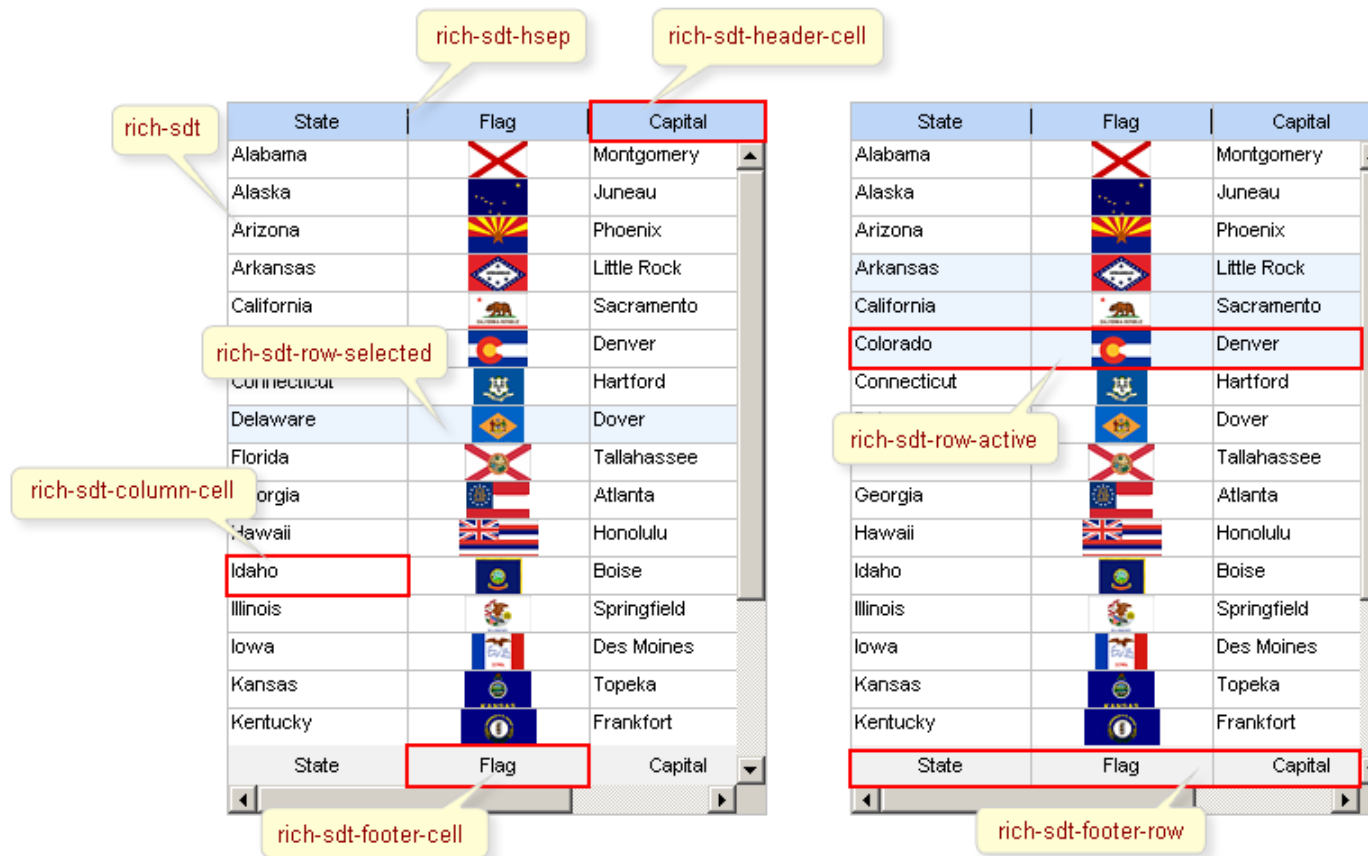 rich-sdt-hsep
rich-sdt-header-cell
rich-sdt
State Flag Capital
Alabama Montgomery
Alaska Juneau
Arizona Phoenix
Arkansas Little Rock
California Sacramento
rich-sdt-row-selected
Denver
Connecticut Hartford
Delaware Dover
Florida Tallahassee
rich-sdt-column-cell
Atlanta
Hawaii Honolulu
Idaho Boise
Illinois Springfield
Iowa Des Moines
Kansas Topeka
Kentucky Frankfort
State Flag Capital
rich-sdt-footer-cell
State Flag Capital
Alabama Montgomery
Alaska Juneau
Arizona Phoenix
Arkansas Little Rock
California Sacramento
Colorado Denver
Connecticut Hartford
Dover
rich-sdt-row-active
Tallahassee
Georgia Atlanta
Hawaii Honolulu
Idaho Boise
Illinois Springfield
Iowa Des Moines
Kansas Topeka
Kentucky Frankfort
State Flag Capital
rich-sdt-footer-row